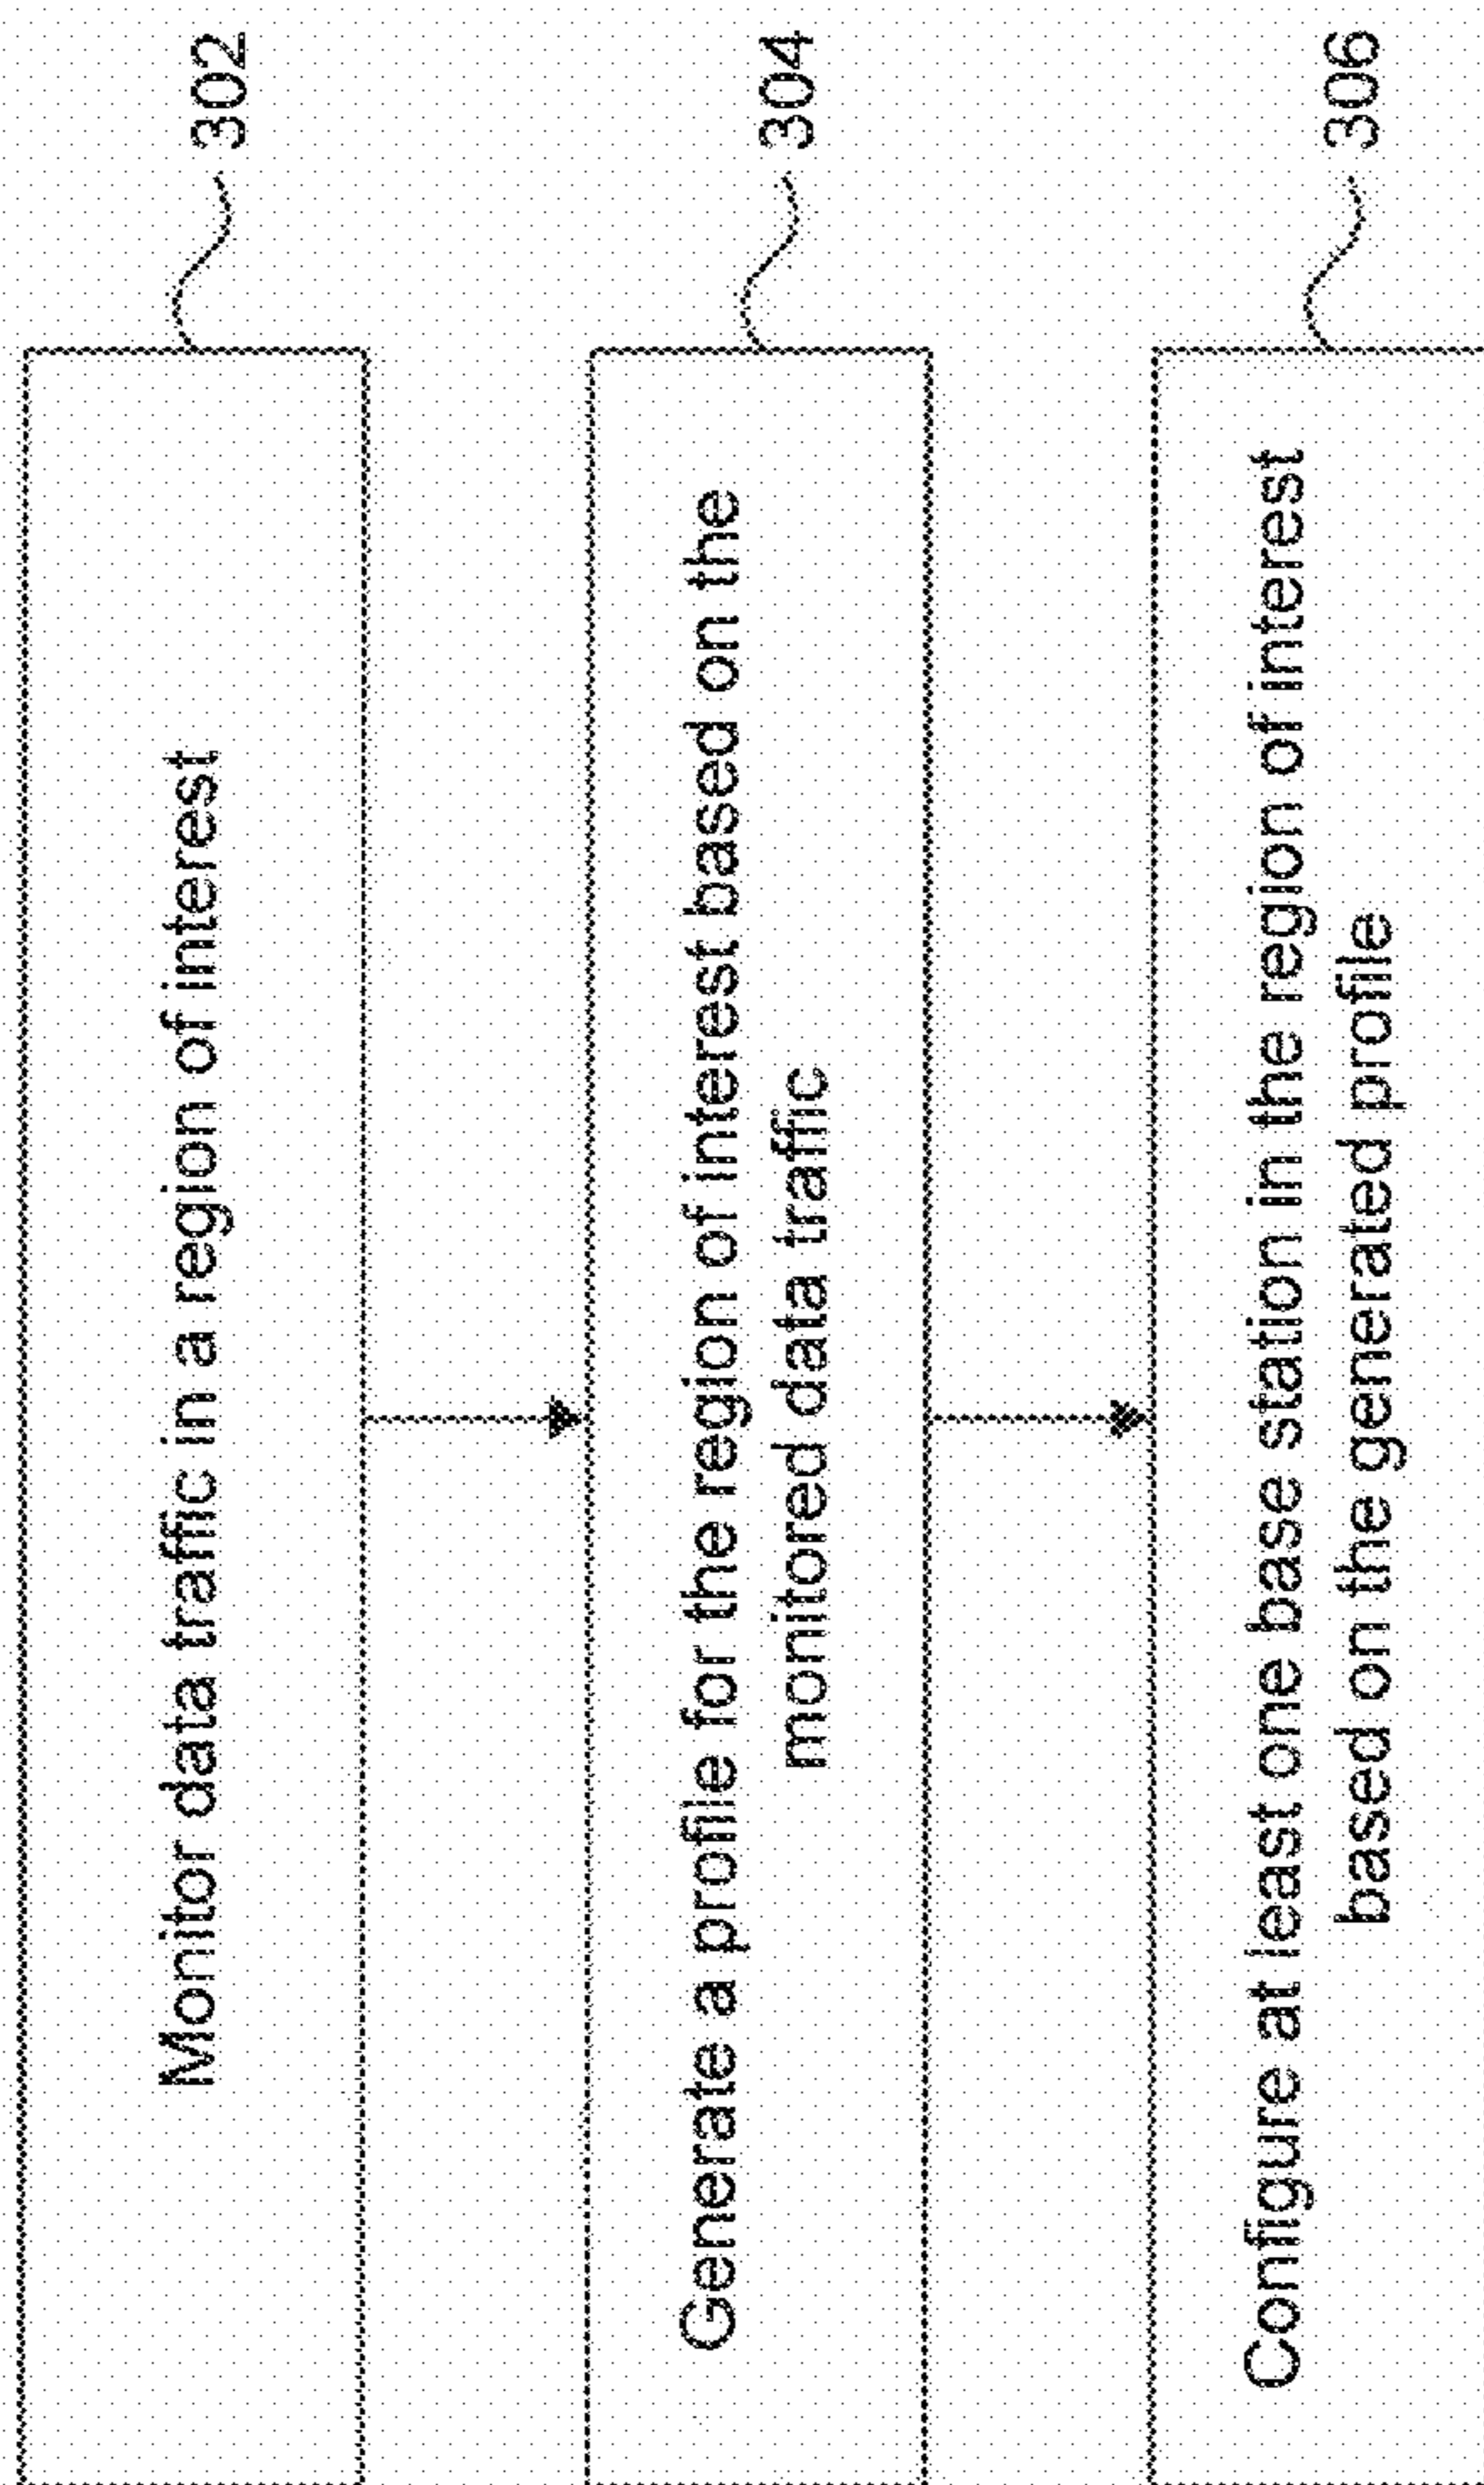 Monitor data traffic in a region of interest
302
Generate a profile for the region of interest based on the
monitored data traffic
304
Configure at least one base station in the region of interest
based on the generated profile
306